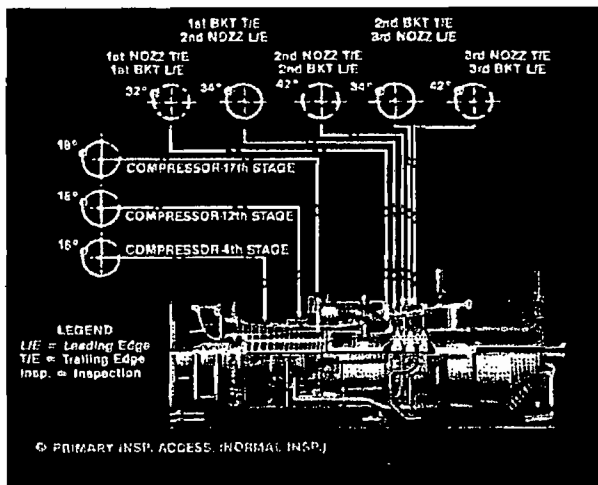 1st BKT T/E
2nd NOZZ L/E
2nd BKT T/E
3rd NOZZ L/E
1st NOZZ T/E
1st BKT L/E
2nd NOZZ T/E
2nd BKT L/E
3rd NOZZ T/E
3rd BKT L/E
32°
34°
42°
34°
42°
18°
COMPRESSOR-17th STAGE
18°
COMPRESSOR-12th STAGE
16°
COMPRESSOR-4th STAGE
LEGEND
L/E = Leading Edge
T/E = Trailing Edge
Insp. = Inspection
PRIMARY INSP. ACCESS. (NORMAL INSP.)